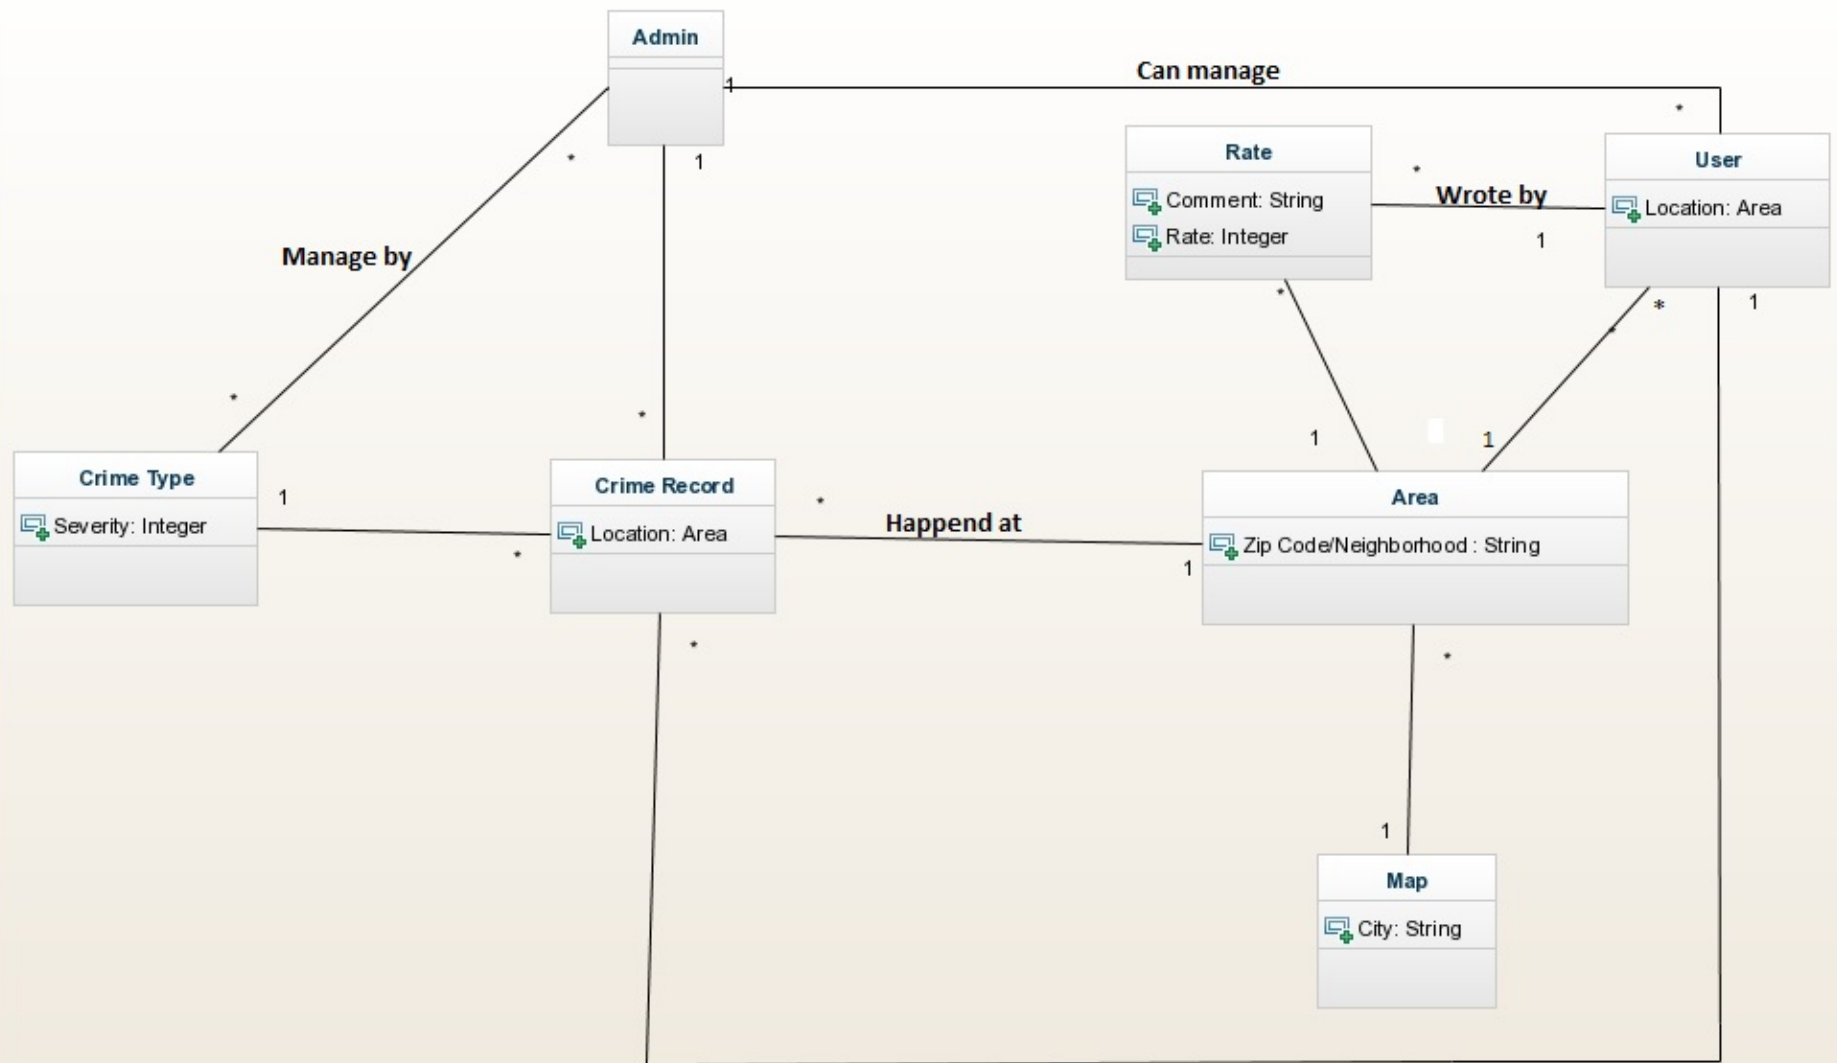 Admin
1
Can manage
*
*
1
Manage by
*
*
Rate
Comment: String
Rate: Integer
*
Wrote by
1
User
Location: Area
*
1
*
*
1
1
*
1
Crime Type
Severity: Integer
1
*
Crime Record
Location: Area
*
Happend at
1
Area
Zip Code/Neighborhood : String
*
*
1
Map
City: String